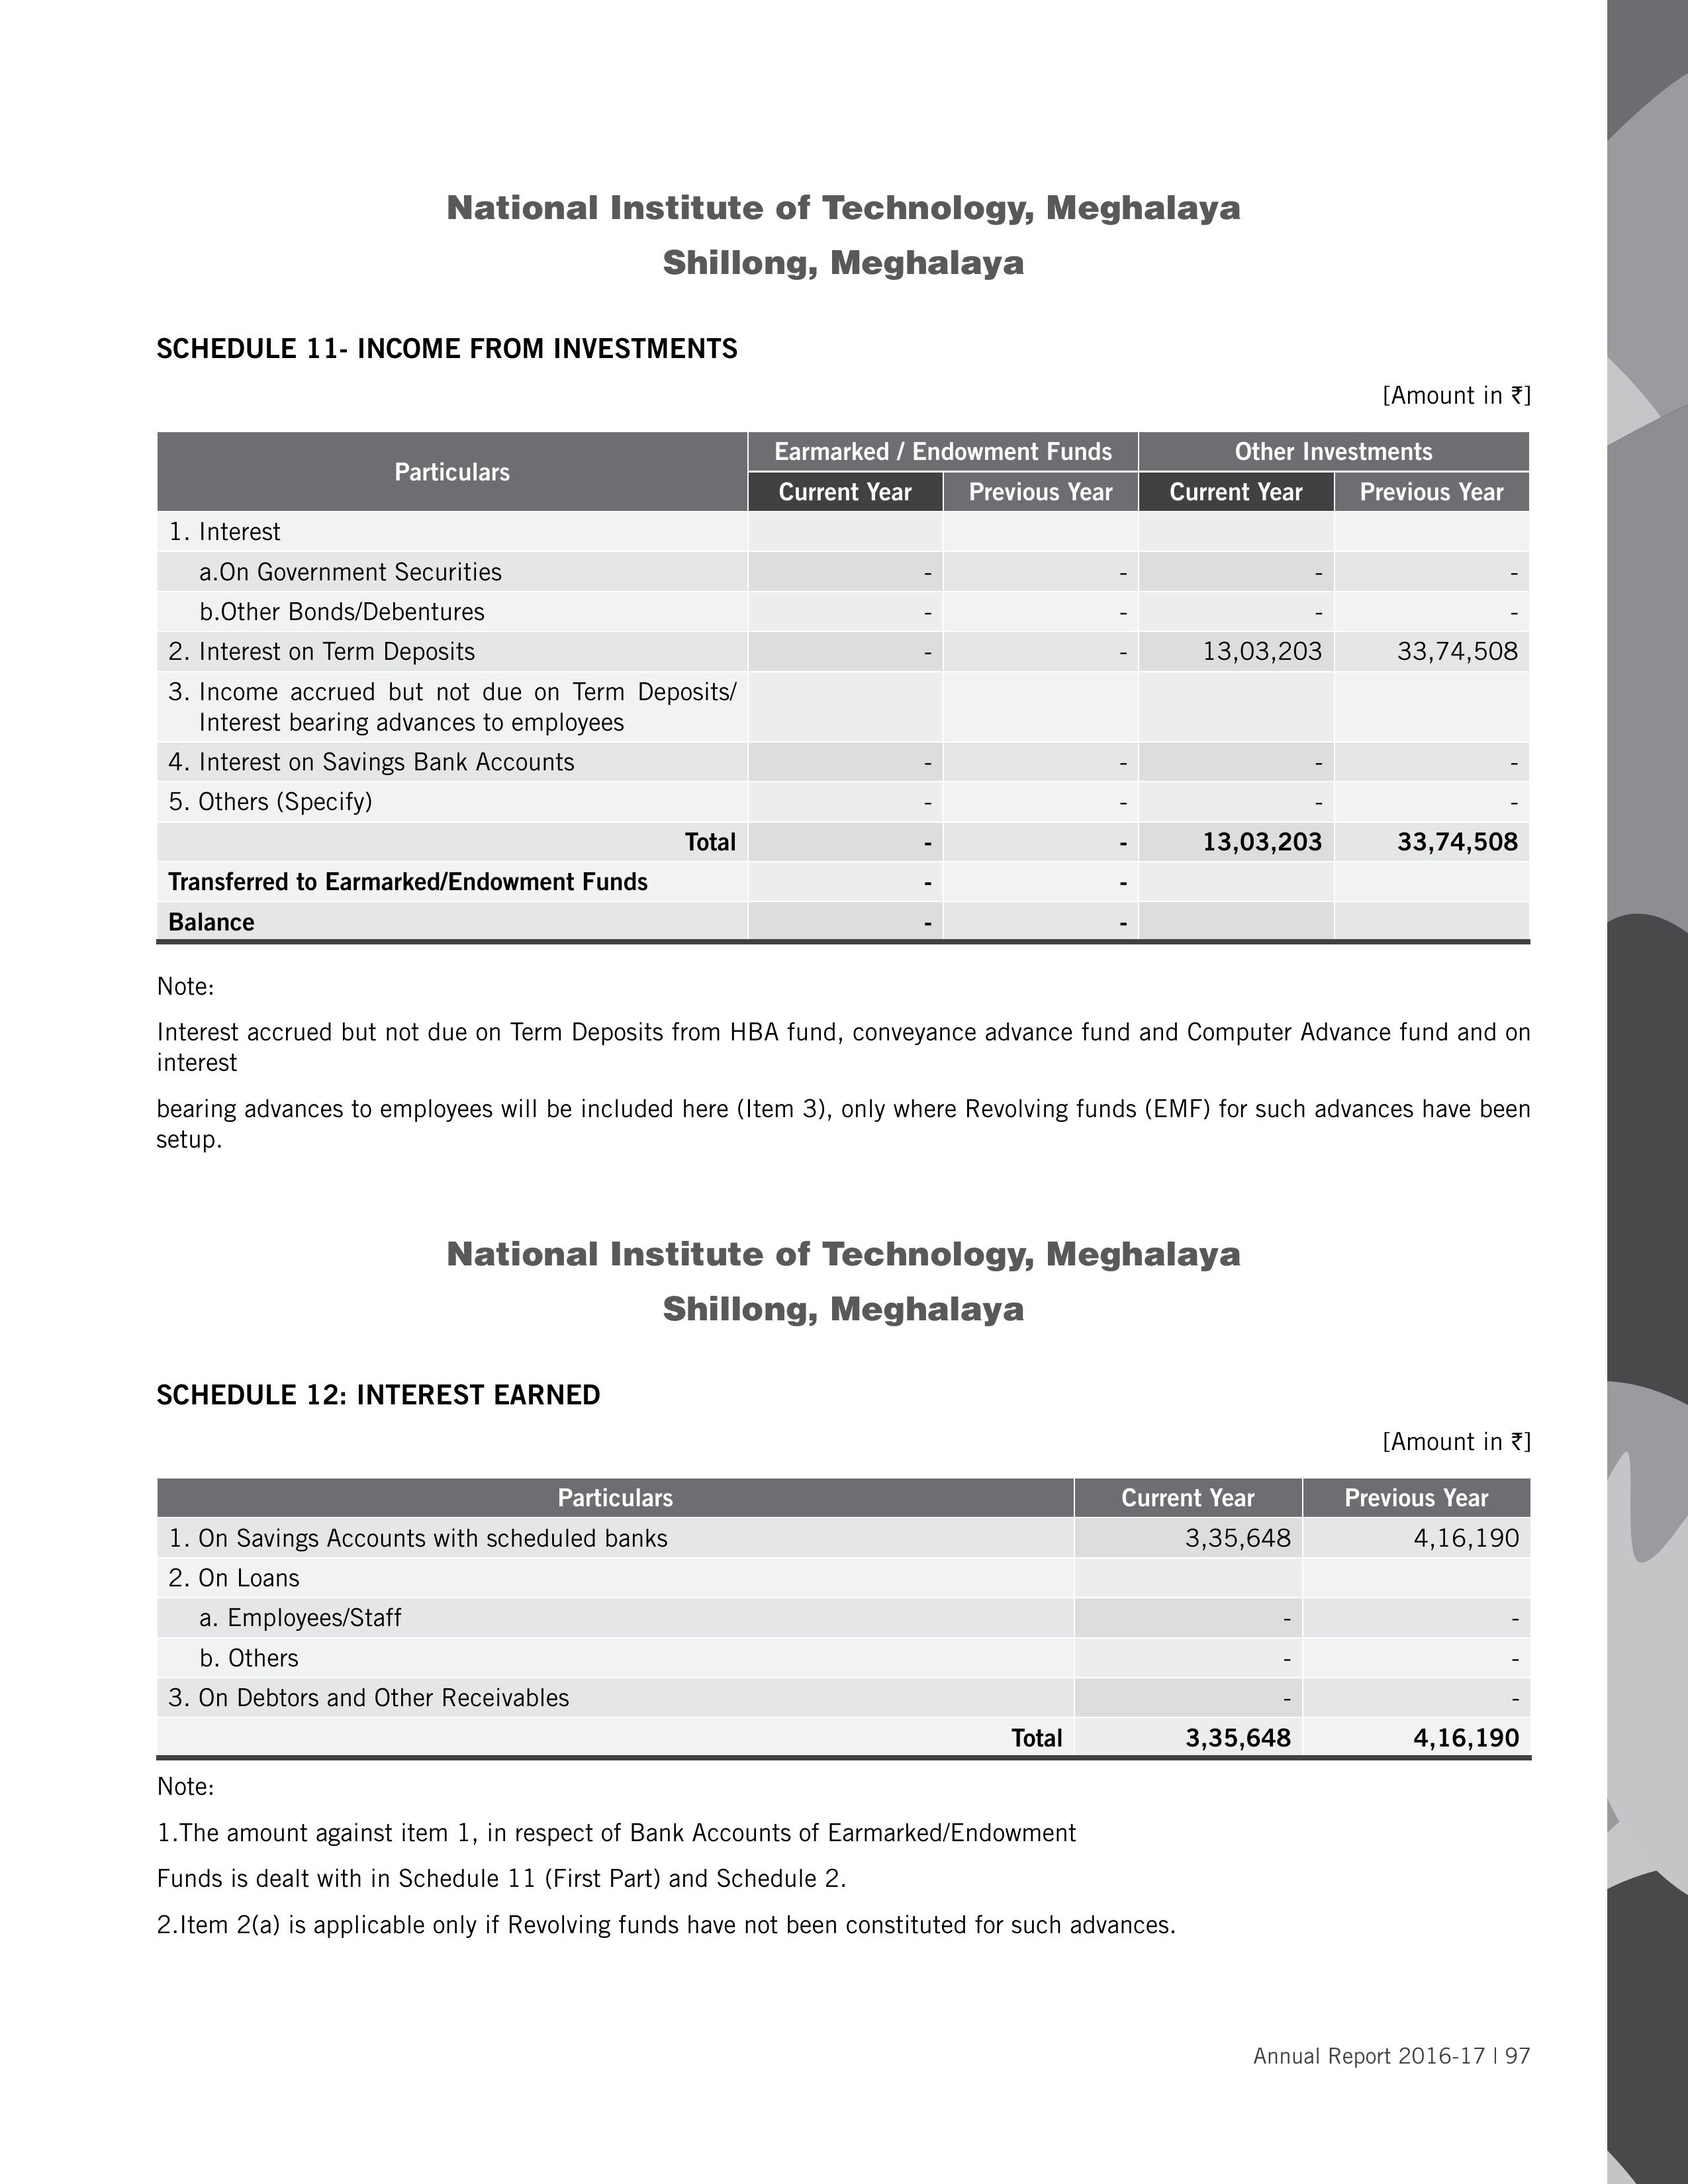 National Institute of Technology, Meghalaya
Shillong, Meghalaya
SCHEDULE 11- INCOME FROM INVESTMENTS
[Amount in ₹]
Particulars Earmarked / Endowment Funds Other Investments
Current Year Previous Year Current Year Previous Year
1. Interest
a.On Government Securities - - - -
b.Other Bonds/Debentures - - - -
2. Interest on Term Deposits - - 13,03,203 33,74,508
3. Income accrued but not due on Term Deposits/
Interest bearing advances to employees
4. Interest on Savings Bank Accounts - - - -
5. Others (Specify) - - - -
Total - - 13,03,203 33,74,508
Transferred to Earmarked/Endowment Funds - -
Balance - -
Note:
Interest accrued but not due on Term Deposits from HBA fund, conveyance advance fund and Computer Advance fund and on
interest
bearing advances to employees will be included here (Item 3), only where Revolving funds (EMF) for such advances have been
setup.
National Institute of Technology, Meghalaya
Shillong, Meghalaya
SCHEDULE 12: INTEREST EARNED
[Amount in ₹]
Particulars Current Year Previous Year
1. On Savings Accounts with scheduled banks 3,35,648 4,16,190
2. On Loans
a. Employees/Staff - -
b. Others - -
3. On Debtors and Other Receivables - -
Total 3,35,648 4,16,190
Note:
1.The amount against item 1, in respect of Bank Accounts of Earmarked/Endowment
Funds is dealt with in Schedule 11 (First Part) and Schedule 2.
2.Item 2(a) is applicable only if Revolving funds have not been constituted for such advances.
Annual Report 2016-17 | 97